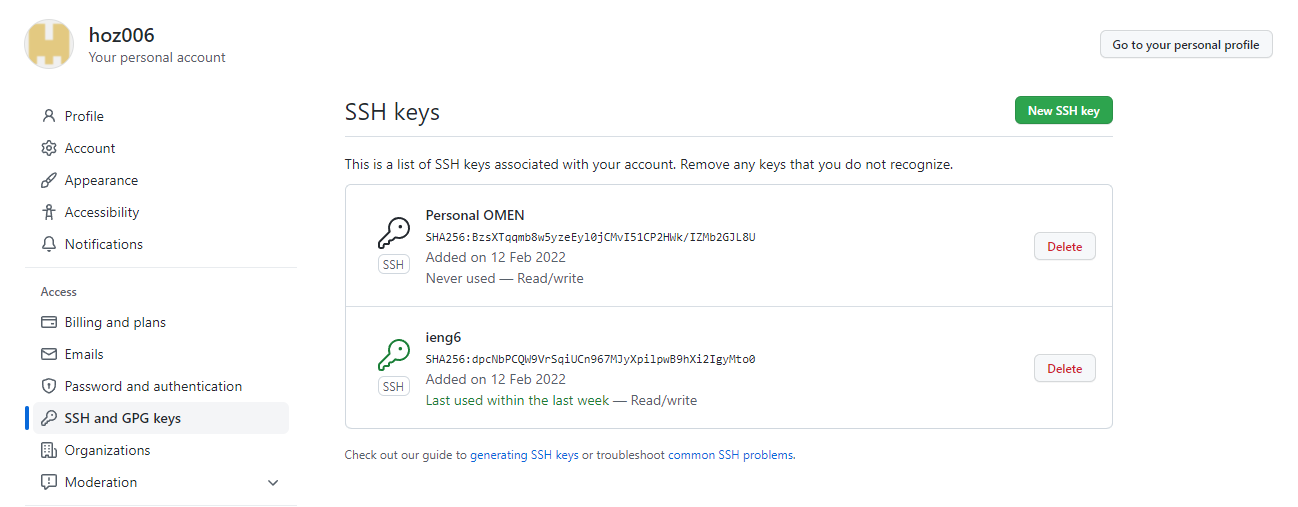 hoz006
Your personal account
Go to your personal profile
Profile
Account
Appearance
Accessibility
Notifications
Access
Billing and plans
Emails
Password and authentication
SSH and GPG keys
Organizations
Moderation
SSH keys
New SSH key
This is a list of SSH keys associated with your account. Remove any keys that you do not recognize.
Personal OMEN
SHA256:BzsXTqqmb8w5yzeEyl0jCMvI51CP2HWk/IZMb2GJL8U
SSH
Added on 12 Feb 2022
Never used — Read/write
Delete
ieng6
SHA256:dpcNbPCQW9VrSqiUCn967MJyXpilpwB9hXi2IgyMto0
SSH
Added on 12 Feb 2022
Last used within the last week — Read/write
Delete
Check out our guide to generating SSH keys or troubleshoot common SSH problems.